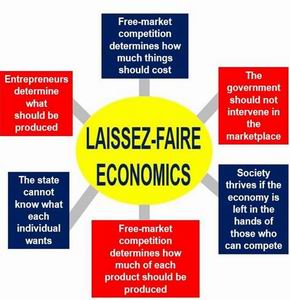 Free-market
competition
determines how
much things
should cost
Entrepreneurs
determine
what
should be
produced
The
government
should not
intervene in
the
marketplace
LAISSEZ-FAIRE
ECONOMICS
The state
cannot
know what
each
individual
wants
Society
thrives if the
economy is
left in the
hands of
those who
can compete
Free-market
competition
determines how
much of each
product should be
produced